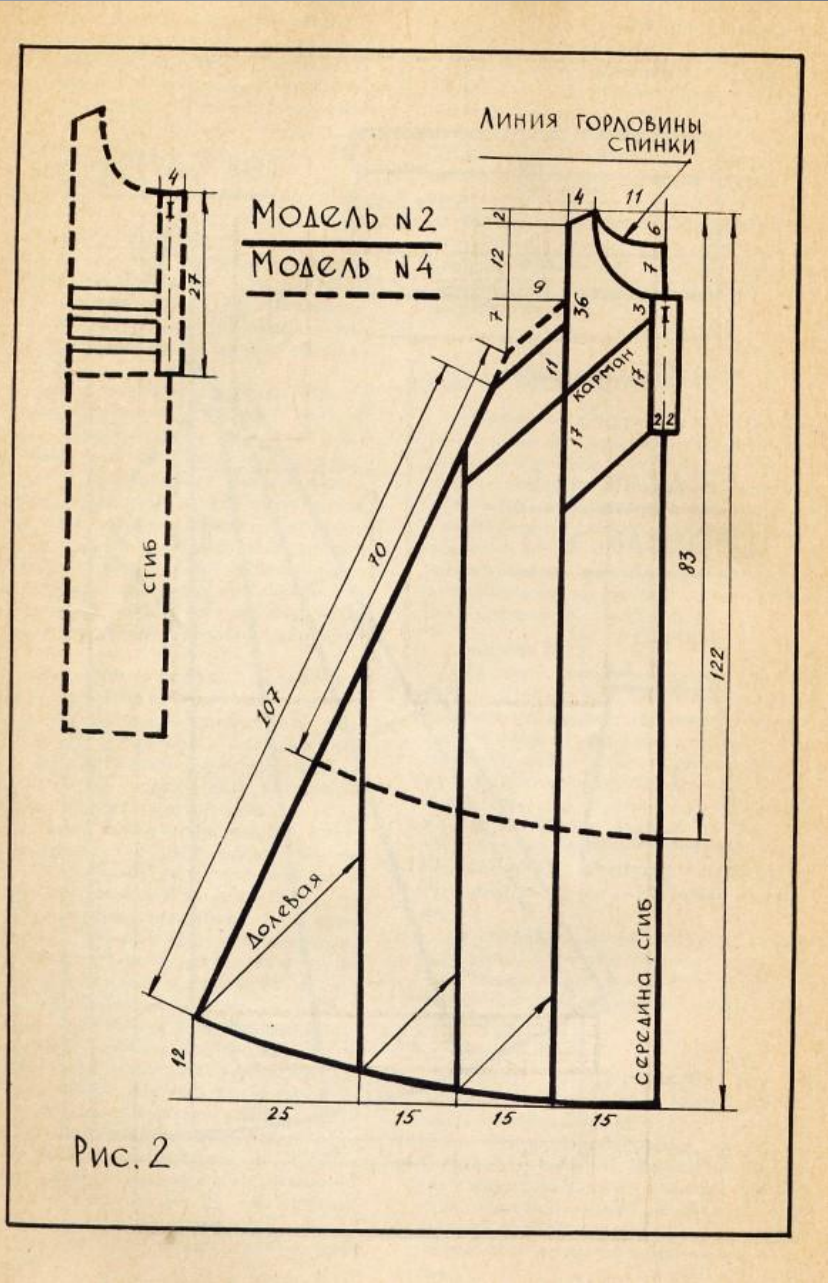 Линия горловины
спинки
Модель N2
Модель N4
4
27
I
сгиб
4
11
2
12
7
9
36
6
7
3
I
11
карман
17
17
2 2
70
107
83
122
Долевая
середина, сгиб
12
25
15
15
15
Рис. 2